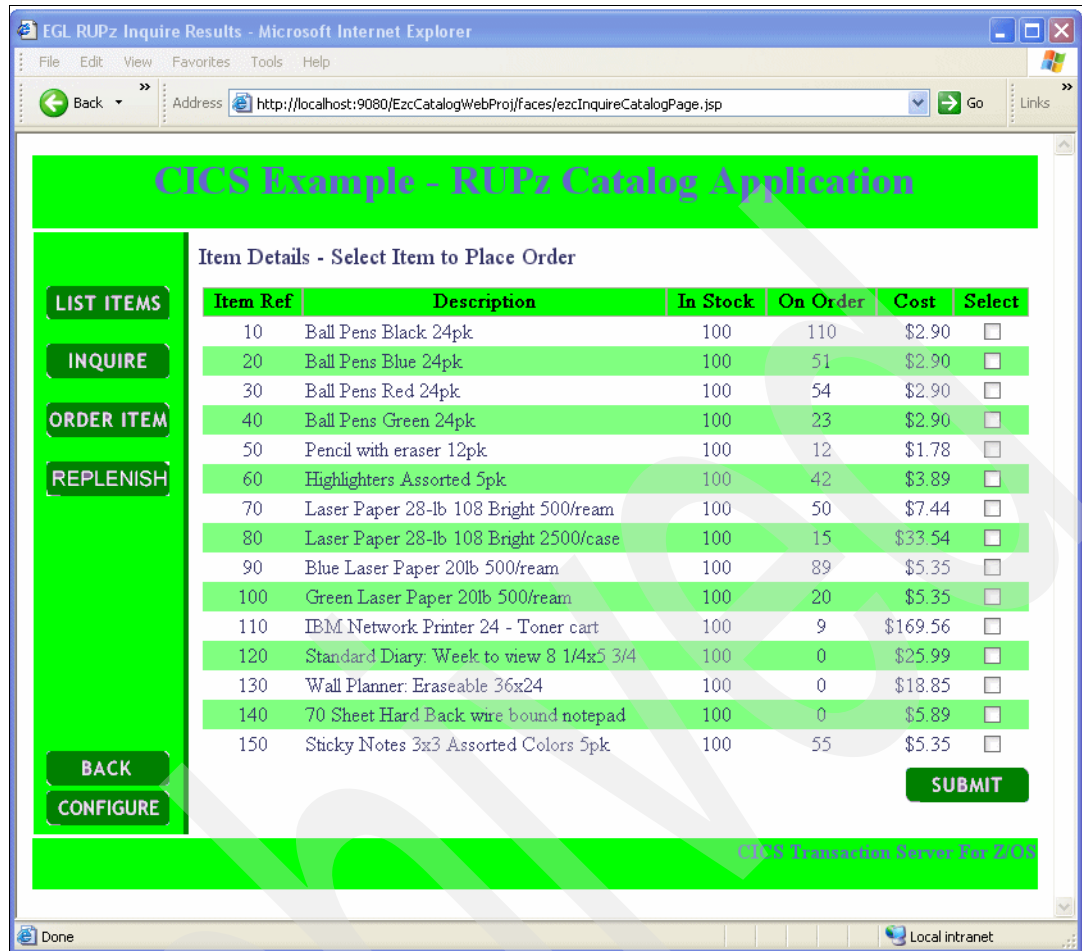 EGL RUPz Inquire Results - Microsoft Internet Explorer
File Edit View Favorites Tools Help
Back » Address http://localhost:9080/EzcCatalogWebProj/faces/ezcInquireCatalogPage.jsp Go Links »
CICS Example - RUPz Catalog Application
Item Details - Select Item to Place Order
LIST ITEMS
INQUIRE
ORDER ITEM
REPLENISH
BACK
CONFIGURE
Item Ref Description In Stock On Order Cost Select
10 Ball Pens Black 24pk 100 110 $2.90
20 Ball Pens Blue 24pk 100 51 $2.90
30 Ball Pens Red 24pk 100 54 $2.90
40 Ball Pens Green 24pk 100 23 $2.90
50 Pencil with eraser 12pk 100 12 $1.78
60 Highlighters Assorted 5pk 100 42 $3.89
70 Laser Paper 28-lb 108 Bright 500/ream 100 50 $7.44
80 Laser Paper 28-lb 108 Bright 2500/case 100 15 $33.54
90 Blue Laser Paper 20lb 500/ream 100 89 $5.35
100 Green Laser Paper 20lb 500/ream 100 20 $5.35
110 IBM Network Printer 24 - Toner cart 100 9 $169.56
120 Standard Diary: Week to view 8 1/4x5 3/4 100 0 $25.99
130 Wall Planner: Eraseable 36x24 100 0 $18.85
140 70 Sheet Hard Back wire bound notepad 100 0 $5.89
150 Sticky Notes 3x3 Assorted Colors 5pk 100 55 $5.35
SUBMIT
CICS Transaction Server For Z/OS
Done Local intranet